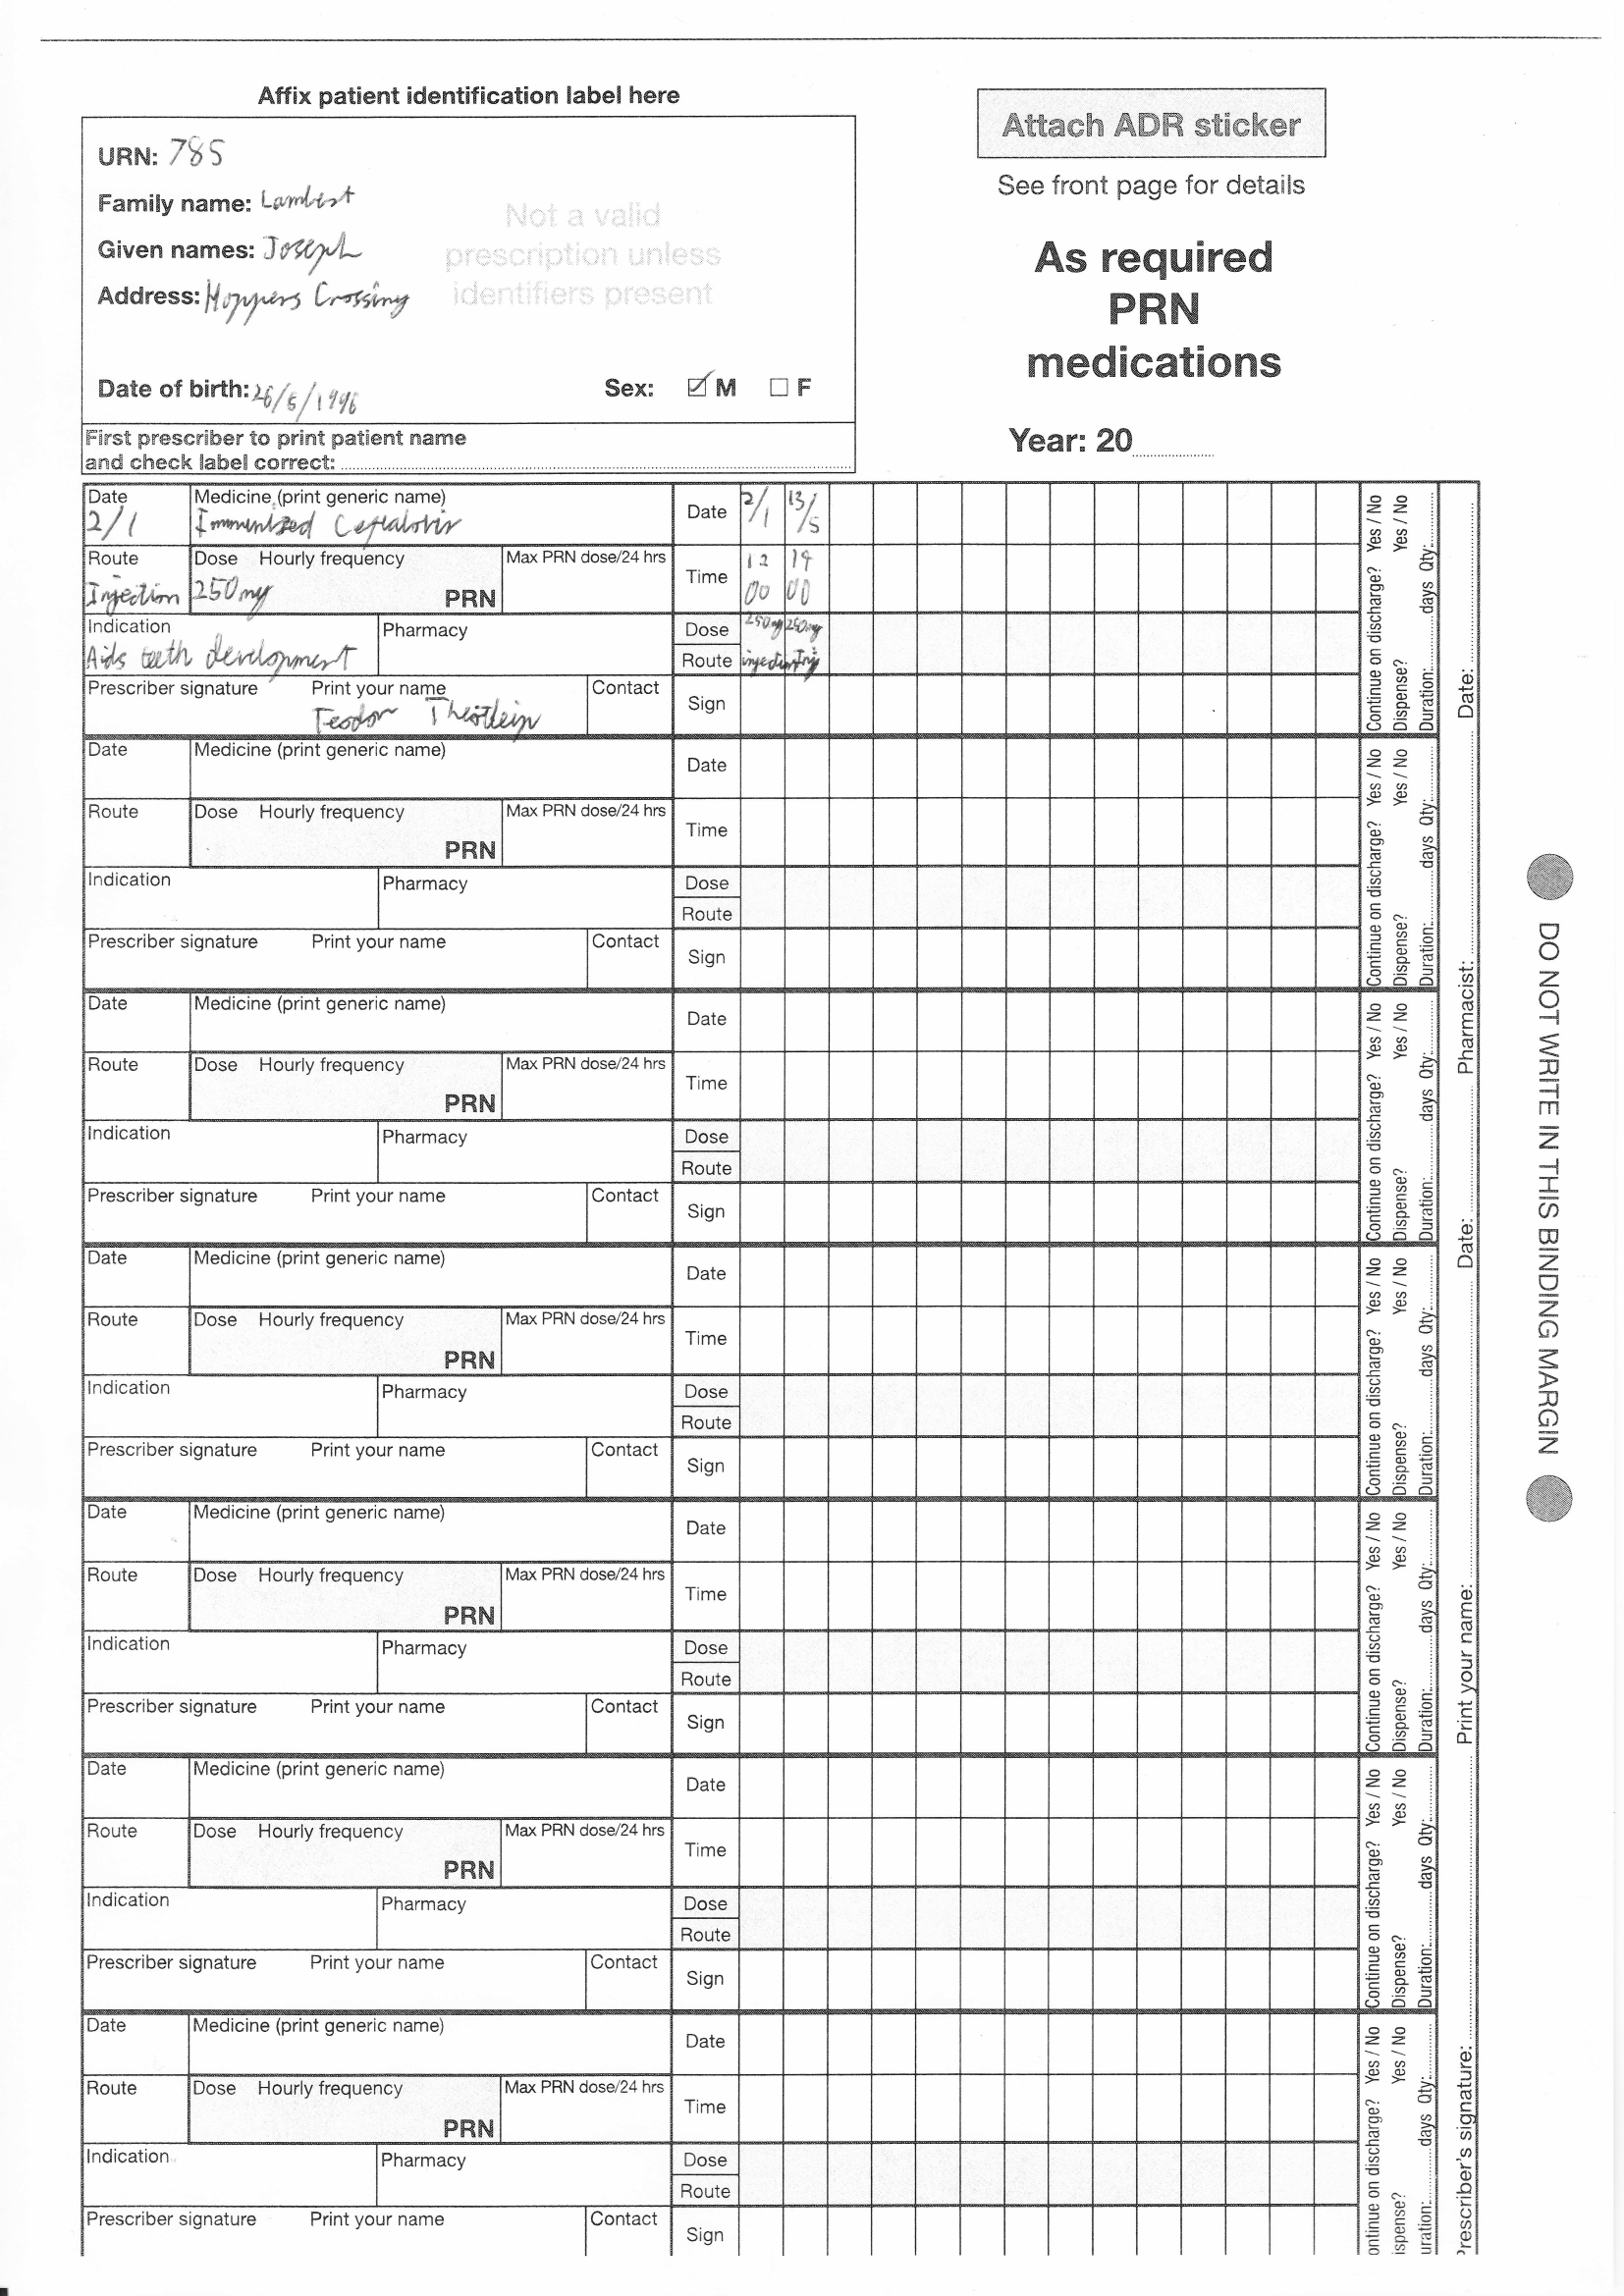 Affix patient identification label here
Attach ADR sticker
See front page for details
As required
PRN
medications
Year: 20
URN: 785
Family name: Lambert
Given names: Joseph
Address: Hoppers Crossing
Not a valid
prescription unless
identifiers present
Date of birth: 26/6/1996 Sex: M F
First prescriber to print patient name
and check label correct:
Date Medicine (print generic name) Date 2/1 13/5
2/1
Route Dose Hourly frequency Max PRN dose/24 hrs Time 12 00 14 00
Injection 250mg PRN
Indication Pharmacy Dose 250mg 250mg
Aids teeth development Route
Prescriber signature Print your name Contact Sign
Teodor
Continue on discharge? Yes / No
Dispense? Yes / No
Duration: days Qty:
Date Medicine (print generic name) Date
Route Dose Hourly frequency Max PRN dose/24 hrs Time
PRN
Indication Pharmacy Dose
Route
Prescriber signature Print your name Contact Sign
Continue on discharge? Yes / No
Dispense? Yes / No
Duration: days Qty:
Date Medicine (print generic name) Date
Route Dose Hourly frequency Max PRN dose/24 hrs Time
PRN
Indication Pharmacy Dose
Route
Prescriber signature Print your name Contact Sign
Continue on discharge? Yes / No
Dispense? Yes / No
Duration: days Qty:
Date Medicine (print generic name) Date
Route Dose Hourly frequency Max PRN dose/24 hrs Time
PRN
Indication Pharmacy Dose
Route
Prescriber signature Print your name Contact Sign
Continue on discharge? Yes / No
Dispense? Yes / No
Duration: days Qty:
Date Medicine (print generic name) Date
Route Dose Hourly frequency Max PRN dose/24 hrs Time
PRN
Indication Pharmacy Dose
Route
Prescriber signature Print your name Contact Sign
Continue on discharge? Yes / No
Dispense? Yes / No
Duration: days Qty:
Date Medicine (print generic name) Date
Route Dose Hourly frequency Max PRN dose/24 hrs Time
PRN
Indication Pharmacy Dose
Route
Prescriber signature Print your name Contact Sign
Continue on discharge? Yes / No
Dispense? Yes / No
Duration: days Qty:
Date Medicine (print generic name) Date
Route Dose Hourly frequency Max PRN dose/24 hrs Time
PRN
Indication Pharmacy Dose
Route
Prescriber signature Print your name Contact Sign
ontinue on discharge? Yes / No
ispense? Yes / No
uration: days Qty:
rescriber's signature: Print your name: Date: Pharmacist: Date:
DO NOT WRITE IN THIS BINDING MARGIN